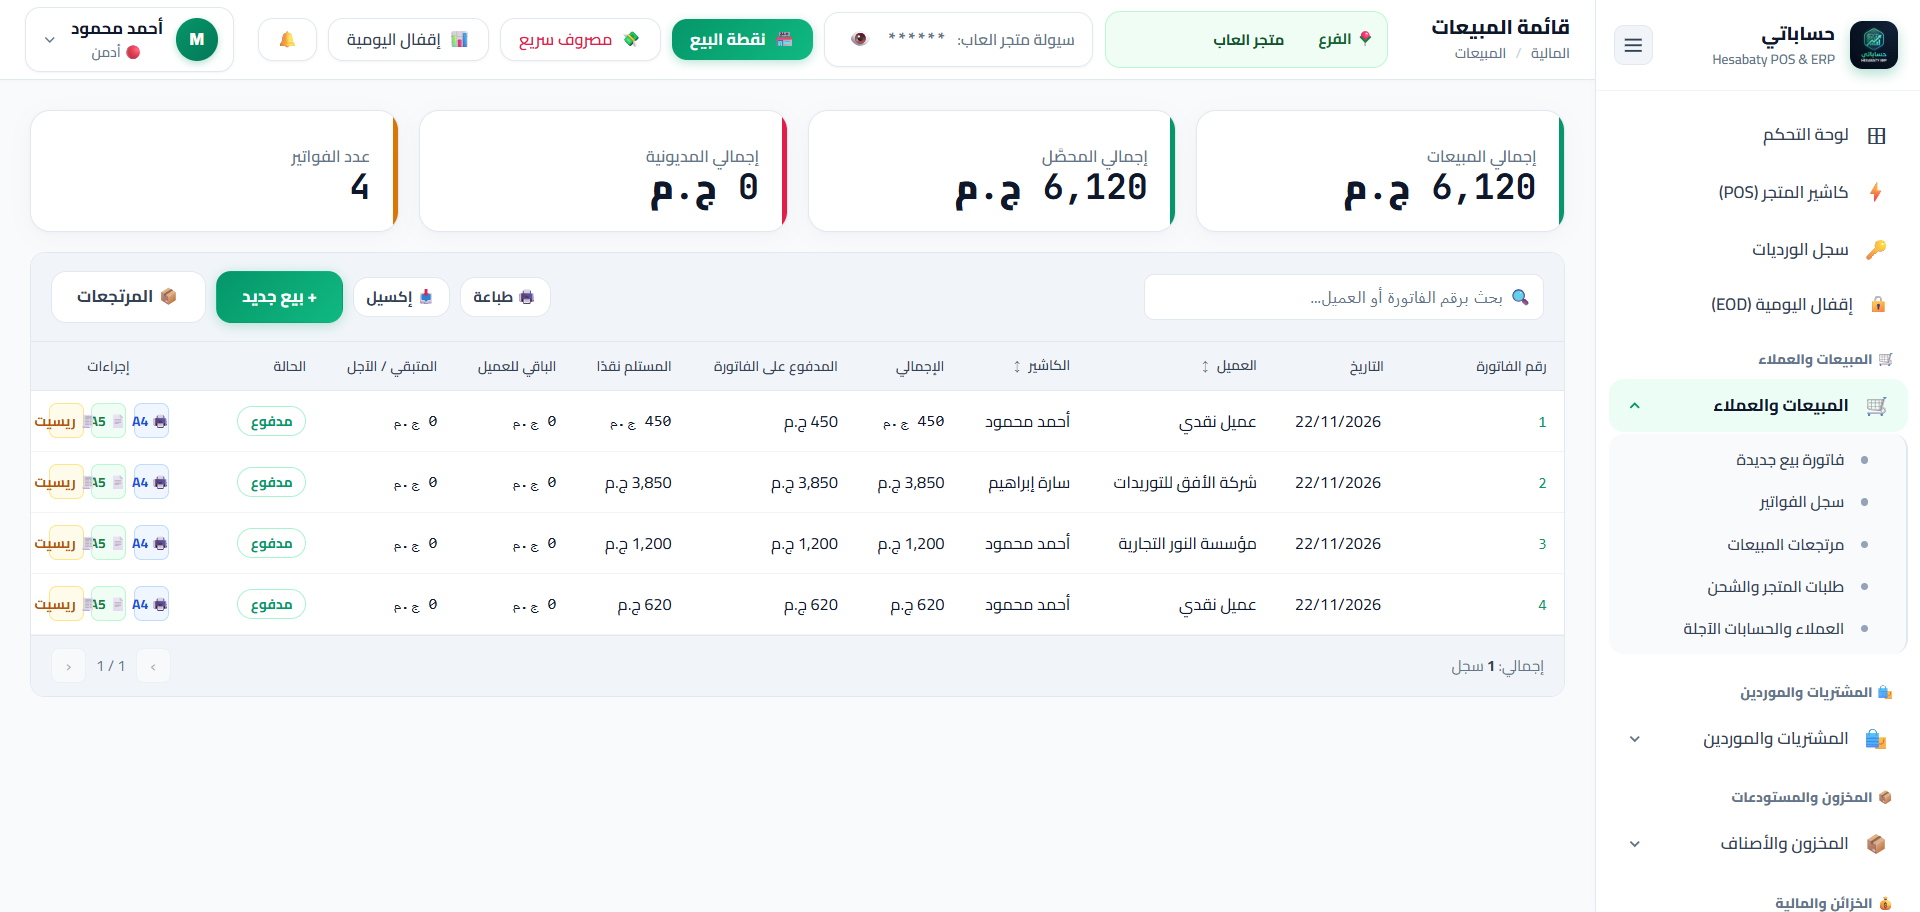 حساباتي
Hesabaty POS & ERP
لوحة التحكم
كاشير المتجر (POS)
سجل الورديات
إقفال اليومية (EOD)
المبيعات والعملاء
المبيعات والعملاء
فاتورة بيع جديدة
سجل الفواتير
مرتجعات المبيعات
طلبات المتجر والشحن
العملاء والحسابات الآجلة
المشتريات والموردين
المشتريات والموردين
المخزون والمستودعات
المخزون والأصناف
الخزائن والمالية
قائمة المبيعات
المالية / المبيعات
الفرع متجر العاب
سيولة متجر العاب: ******
نقطة البيع
مصروف سريع
إقفال اليومية
M
أحمد محمود
أدمن
إجمالي المبيعات
6,120 ج.م
إجمالي المحصّل
6,120 ج.م
إجمالي المديونية
0 ج.م
عدد الفواتير
4
بحث برقم الفاتورة أو العميل...
طباعة
إكسيل
+ بيع جديد
المرتجعات
رقم الفاتورة التاريخ العميل ↕ الكاشير ↕ الإجمالي المدفوع على الفاتورة المستلم نقدًا الباقي للعميل المتبقي / الآجل الحالة إجراءات
1 22/11/2026 عميل نقدي أحمد محمود 450 ج.م 450 ج.م 450 ج.م 0 ج.م 0 ج.م مدفوع A4 A5 ريسيت
2 22/11/2026 شركة الأفق للتوريدات سارة إبراهيم 3,850 ج.م 3,850 ج.م 3,850 ج.م 0 ج.م 0 ج.م مدفوع A4 A5 ريسيت
3 22/11/2026 مؤسسة النور التجارية أحمد محمود 1,200 ج.م 1,200 ج.م 1,200 ج.م 0 ج.م 0 ج.م مدفوع A4 A5 ريسيت
4 22/11/2026 عميل نقدي أحمد محمود 620 ج.م 620 ج.م 620 ج.م 0 ج.م 0 ج.م مدفوع A4 A5 ريسيت
إجمالي: 1 سجل
‹ 1 / 1 ›